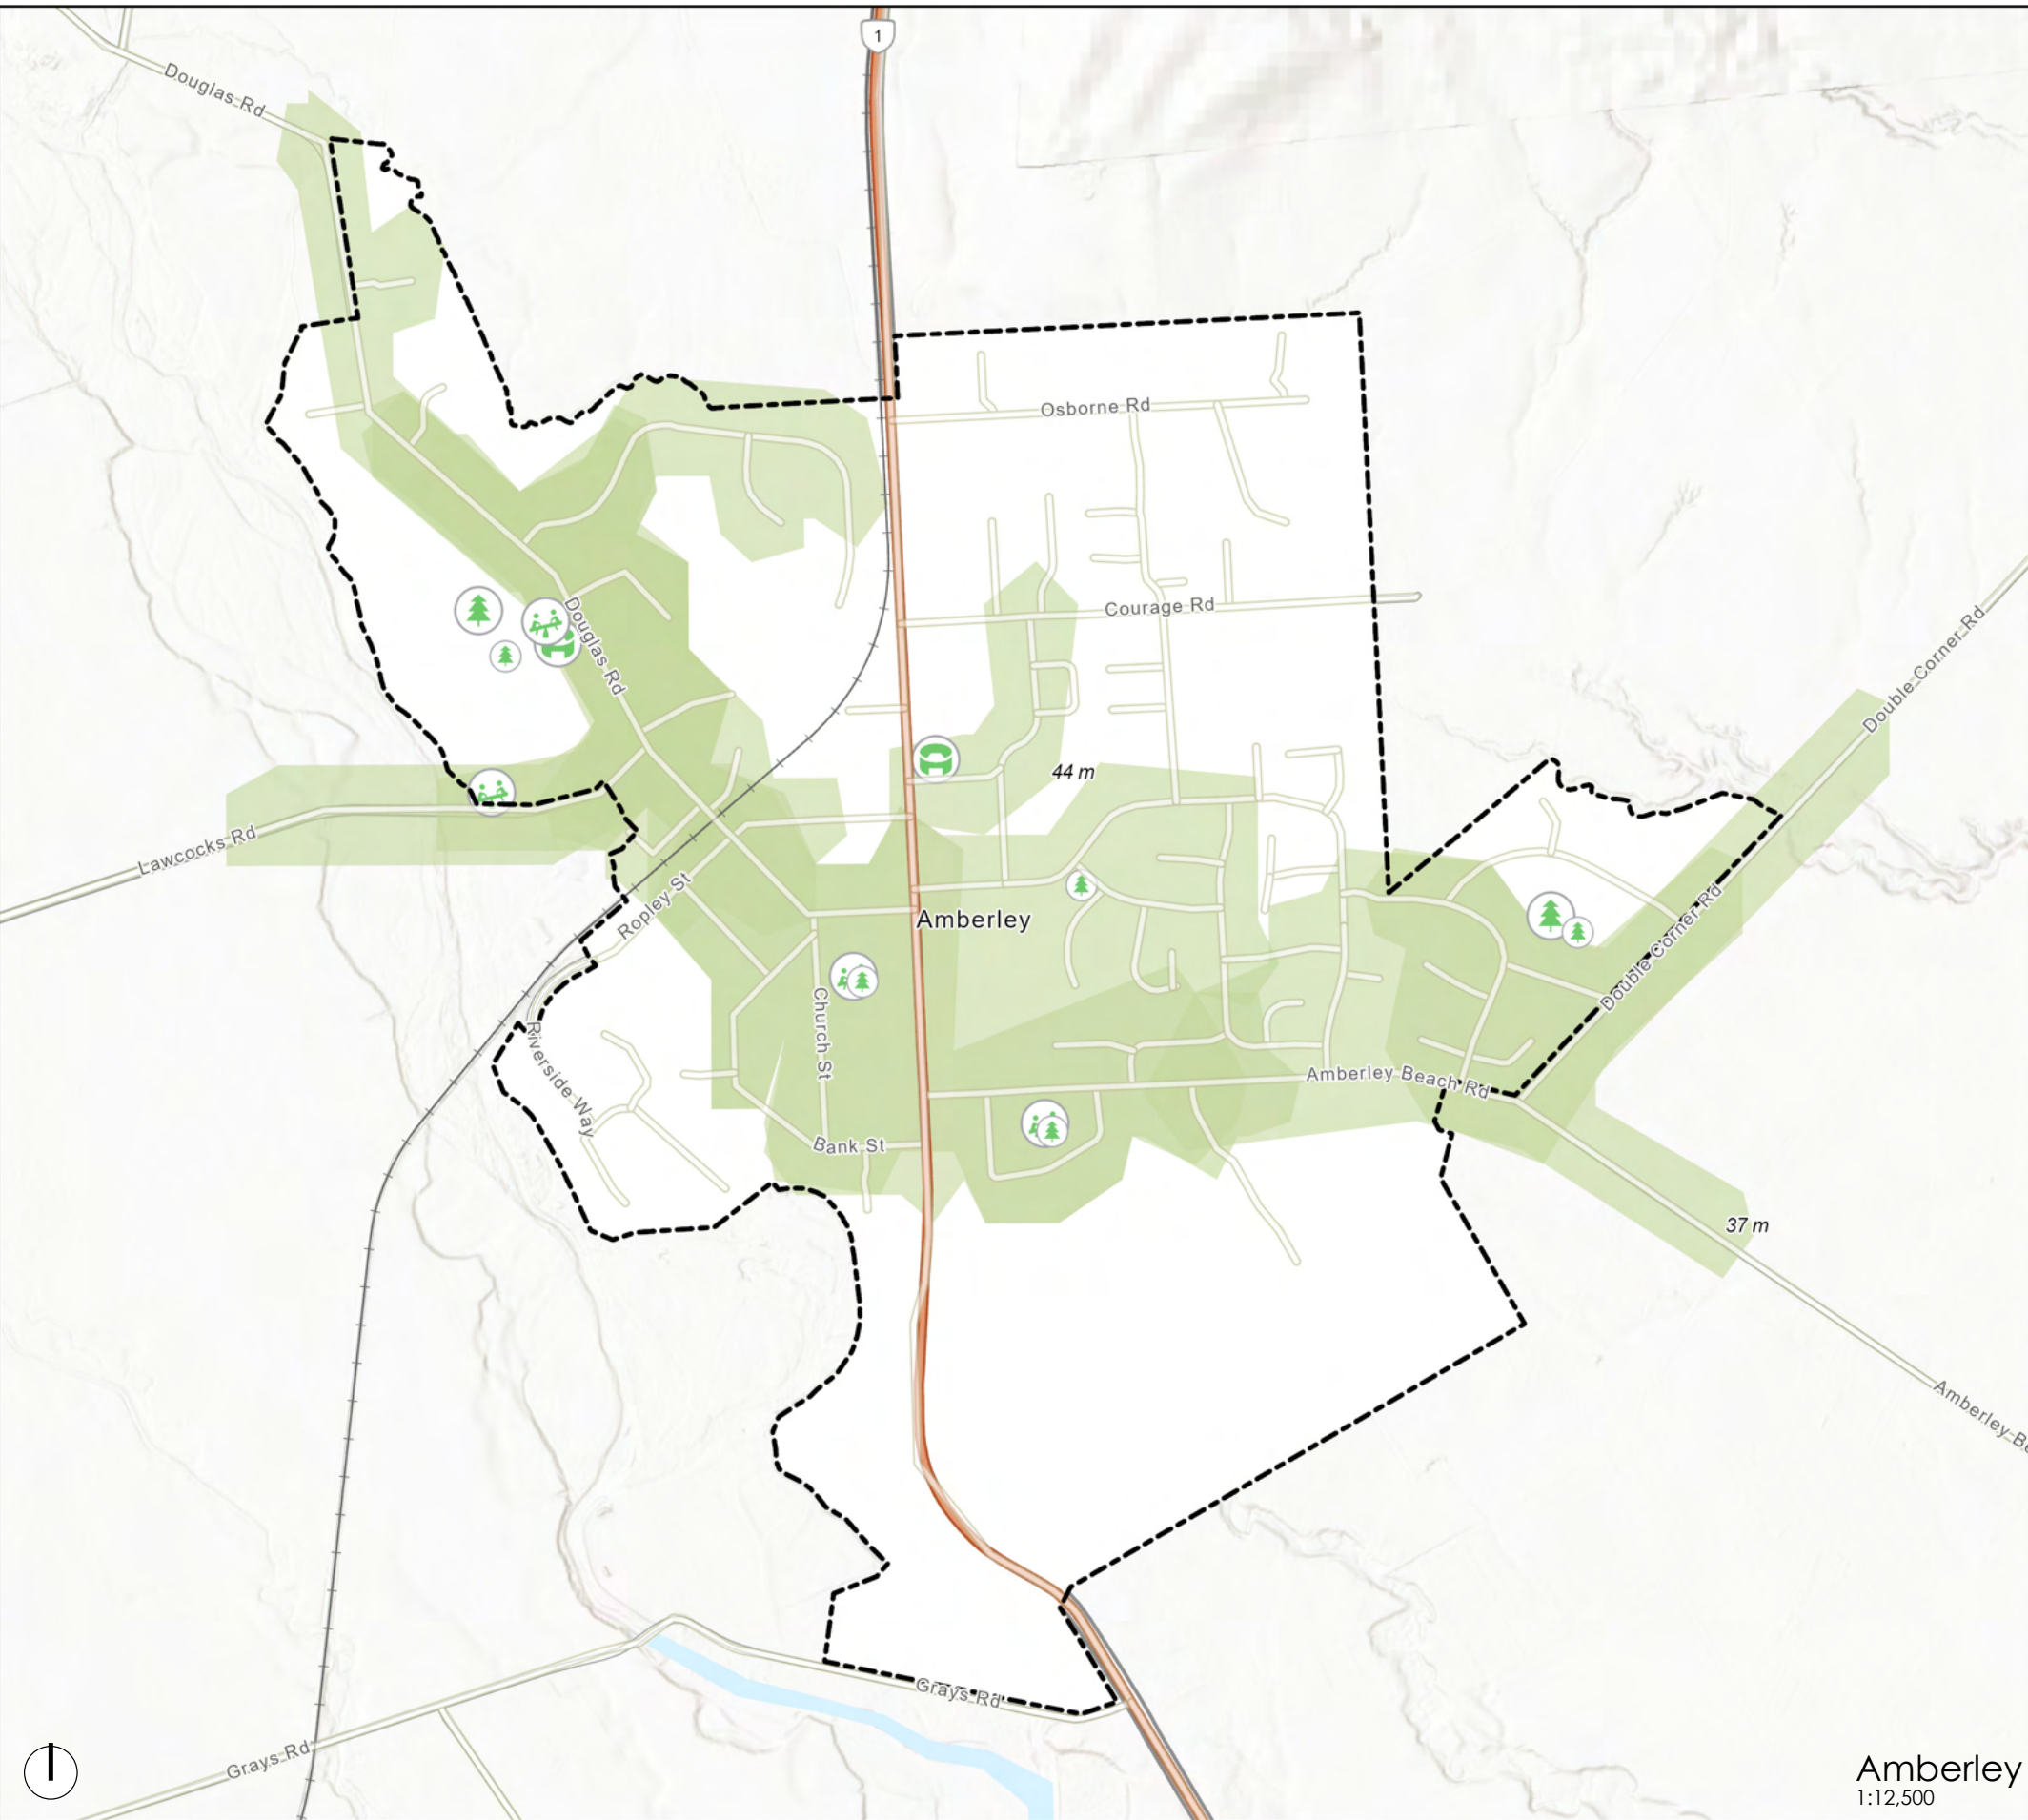 1
Douglas Rd
Osborne Rd
Courage Rd
Douglas Rd
Double Corner Rd
44 m
Lawcocks Rd
Ropley St
Amberley
Double Corner Rd
Church St
Riverside Way
Amberley Beach Rd
Bank St
37 m
Amberley Be
Grays Rd
Grays Rd
Amberley
1:12,500